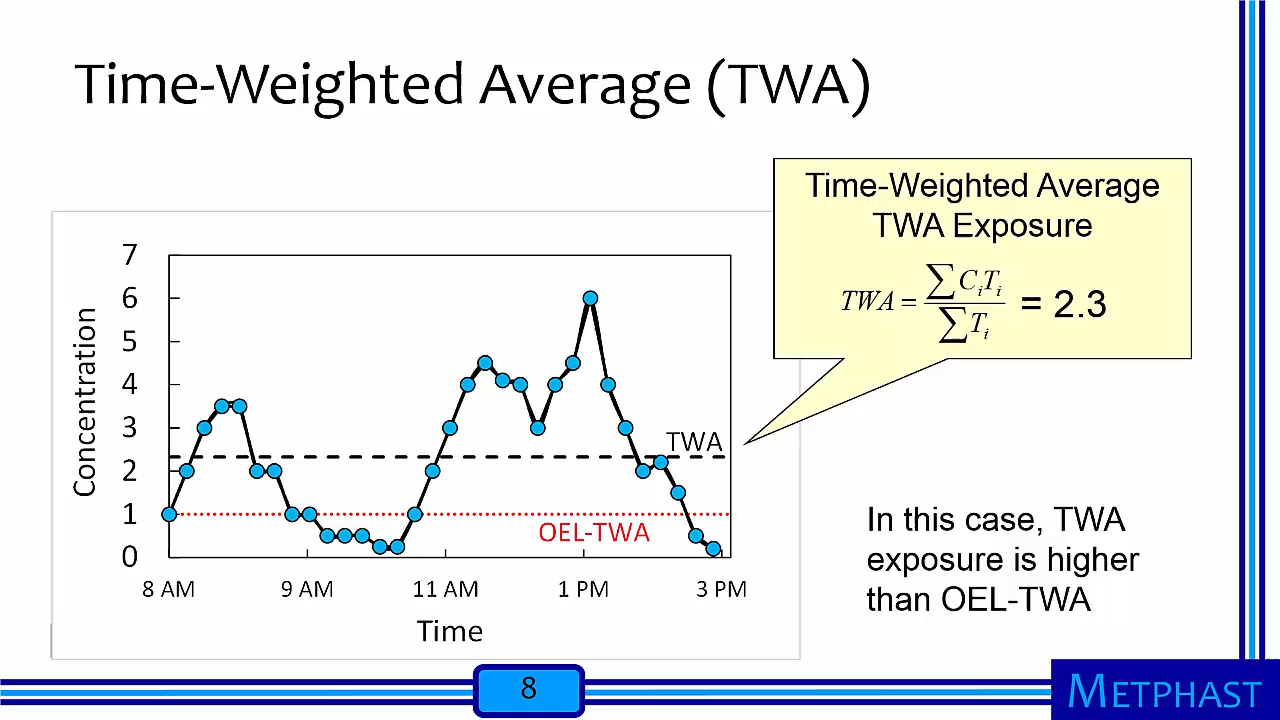 Time-Weighted Average (TWA)
Time-Weighted Average
TWA Exposure
TWA = ∑CᵢTᵢ / ∑Tᵢ = 2.3
7
6
5
4
3
2
1
0
Concentration
TWA
OEL-TWA
8 AM 9 AM 11 AM 1 PM 3 PM
Time
In this case, TWA
exposure is higher
than OEL-TWA
8
METPHAST